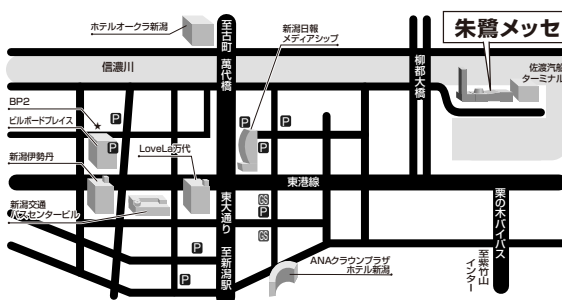 ホテルオークラ新潟
至古町
萬代橋
新潟日報
メディアシップ
柳都大橋
朱鷺メッセ
佐渡汽船
ターミナル
信濃川
BP2
P
P
P
ビルボードプレイス
P
P
新潟伊勢丹
LoveLa万代
東港線
新潟交通
バスセンタービル
東大通り
GS
P
GS
至新潟駅
P
P
ANAクラウンプラザ
ホテル新潟
栗の木バイパス
至紫竹山
インター